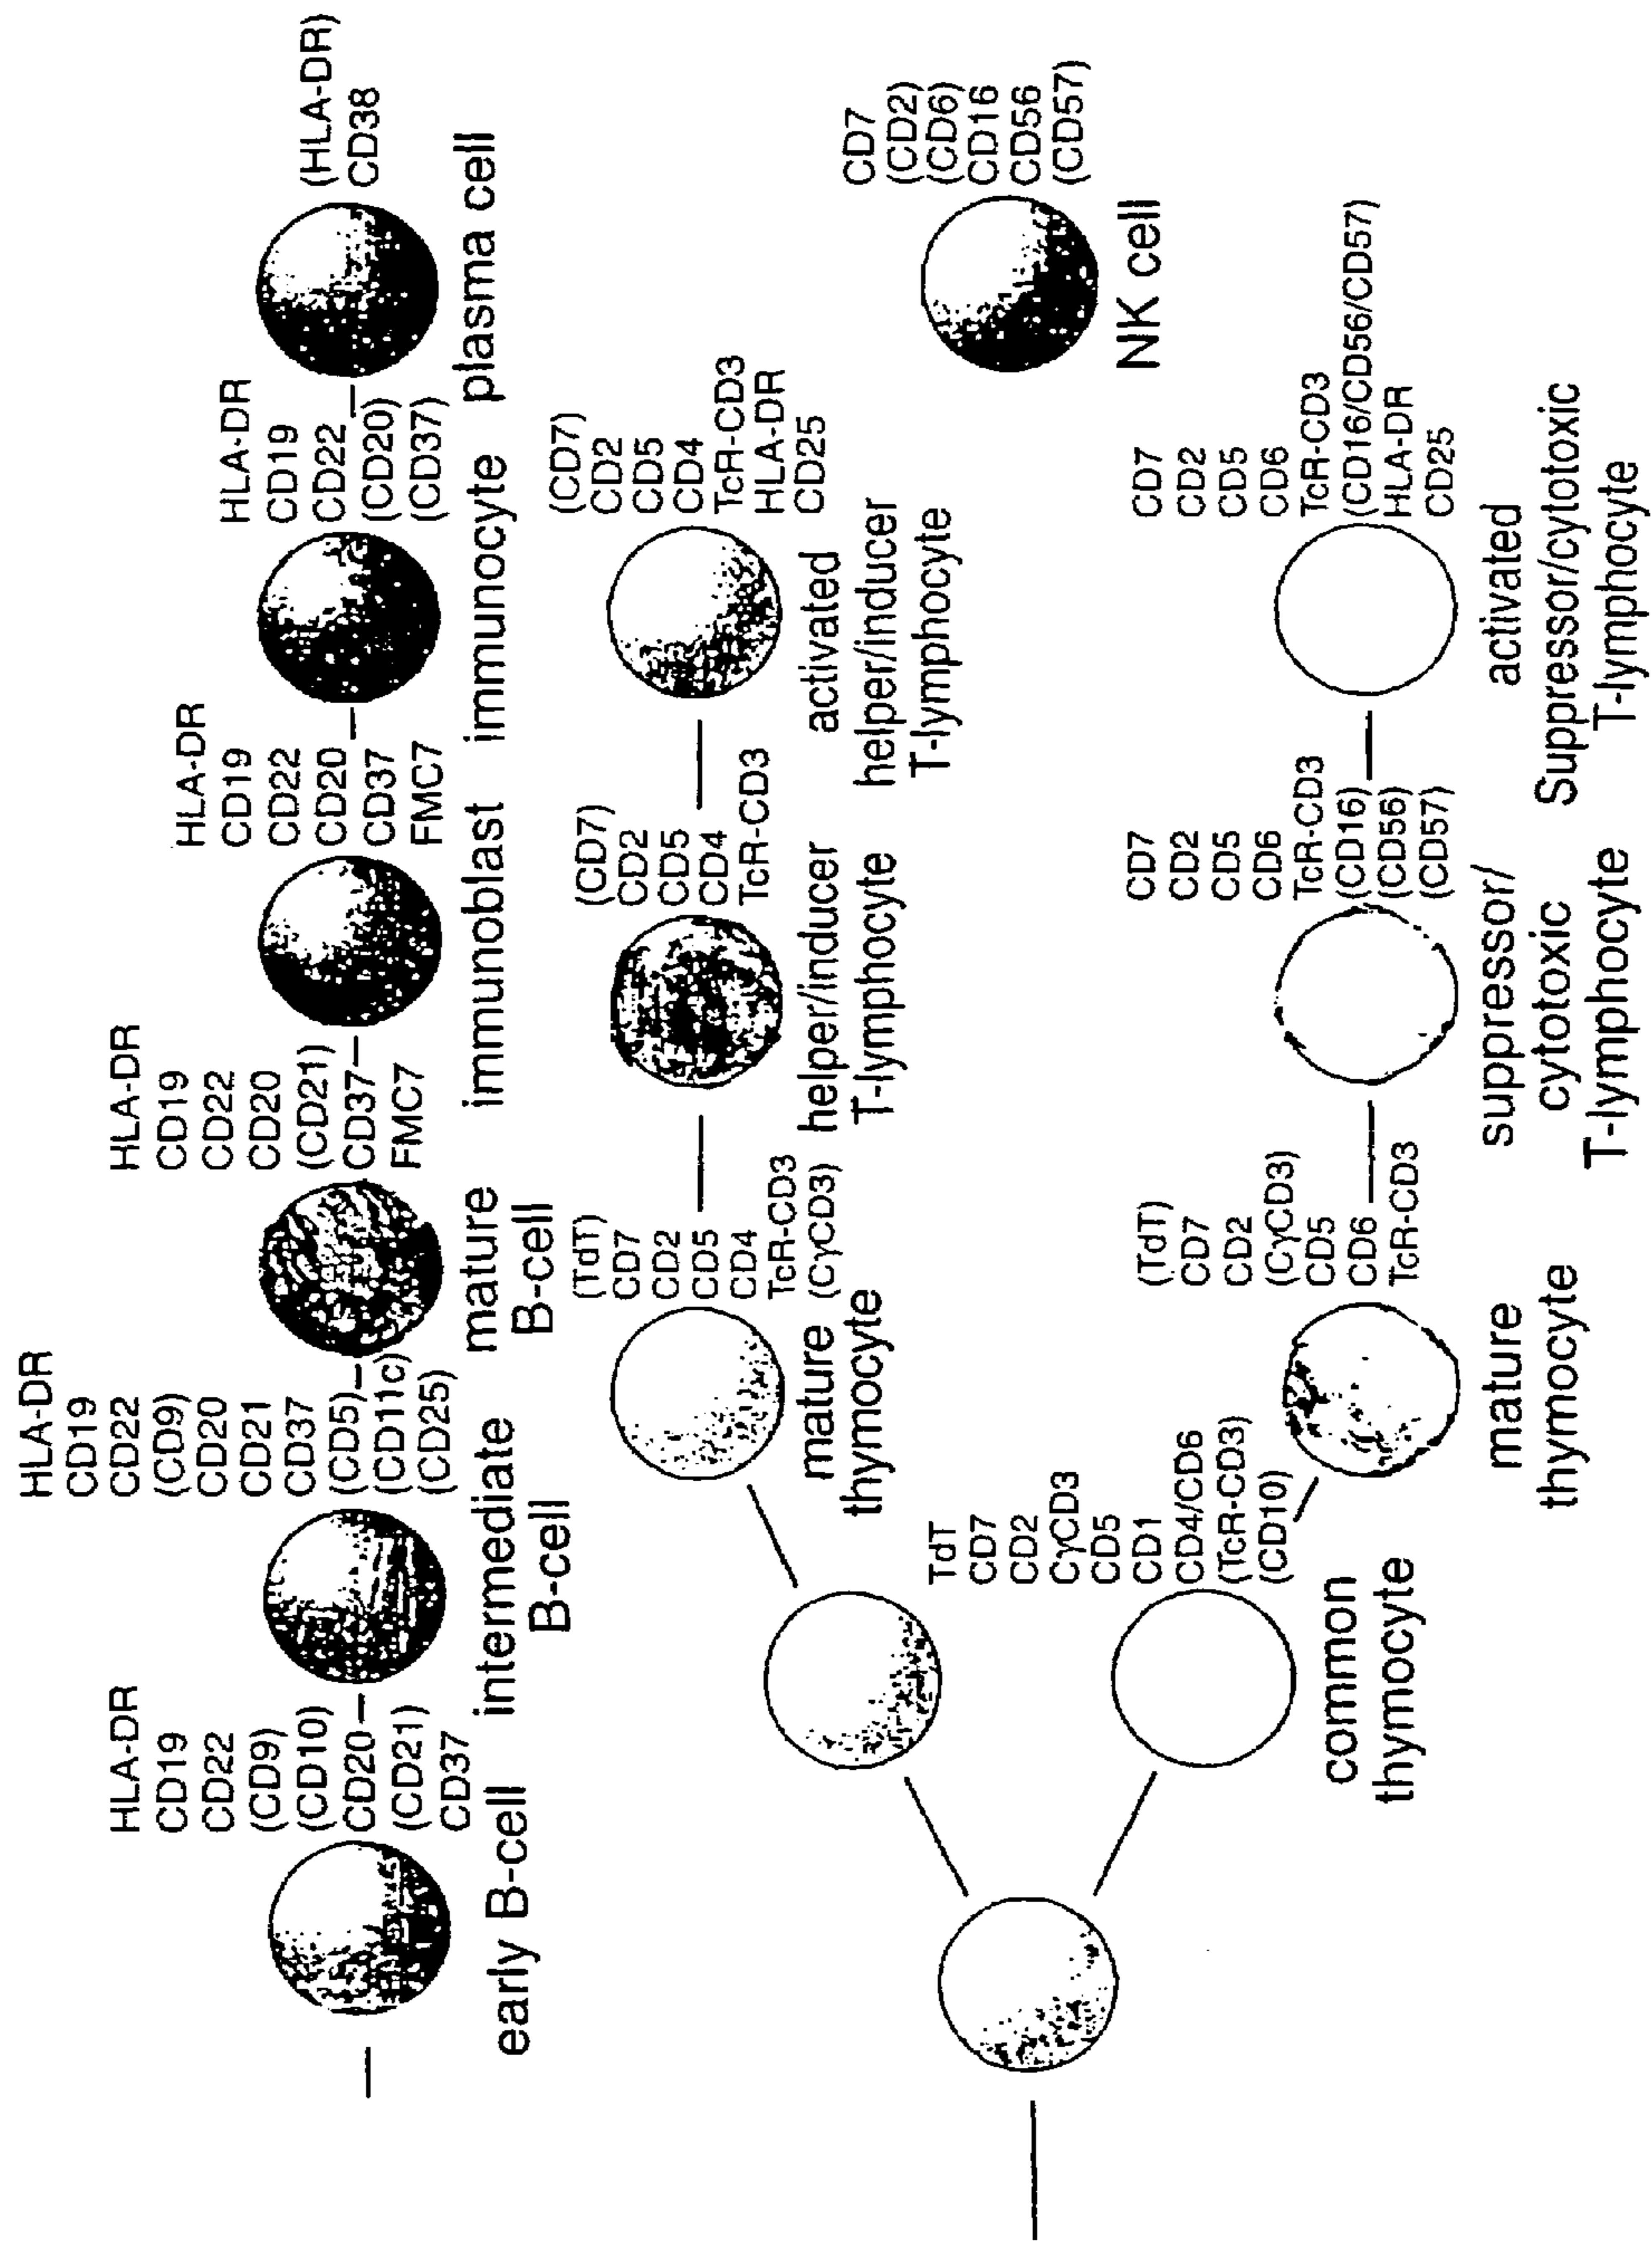 HLA-DR
CD19
CD22
(CD9)
(CD10)
CD20
(CD21)
CD37
early B-cell
HLA-DR
CD19
CD22
(CD9)
CD20
CD21
CD37
(CD5)
(CD11c)
(CD25)
intermediate
B-cell
HLA-DR
CD19
CD22
CD20
(CD21)
CD37
FMC7
mature
B-cell
HLA-DR
CD19
CD22
CD20
CD37
FMC7
immunoblast
HLA-DR
CD19
CD22
(CD20)
(CD37)
immunocyte
(HLA-DR)
CD38
plasma cell
(TdT)
CD7
CD2
CD5
CD4
TcR-CD3
(CγCD3)
mature
thymocyte
(CD7)
CD2
CD5
CD4
TcR-CD3
helper/inducer
T-lymphocyte
(CD7)
CD2
CD5
CD4
TcR-CD3
HLA-DR
CD25
activated
helper/inducer
T-lymphocyte
CD7
(CD2)
(CD6)
CD16
CD56
(CD57)
NK cell
TdT
CD7
CD2
CγCD3
CD5
CD1
CD4/CD6
(TcR-CD3)
(CD10)
common
thymocyte
(TdT)
CD7
CD2
(CγCD3)
CD5
CD6
TcR-CD3
mature
thymocyte
CD7
CD2
CD5
CD6
TcR-CD3
(CD16)
(CD56)
(CD57)
suppressor/
cytotoxic
T-lymphocyte
CD7
CD2
CD5
CD6
TcR-CD3
(CD16/CD56/CD57)
HLA-DR
CD25
activated
Suppressor/cytotoxic
T-lymphocyte